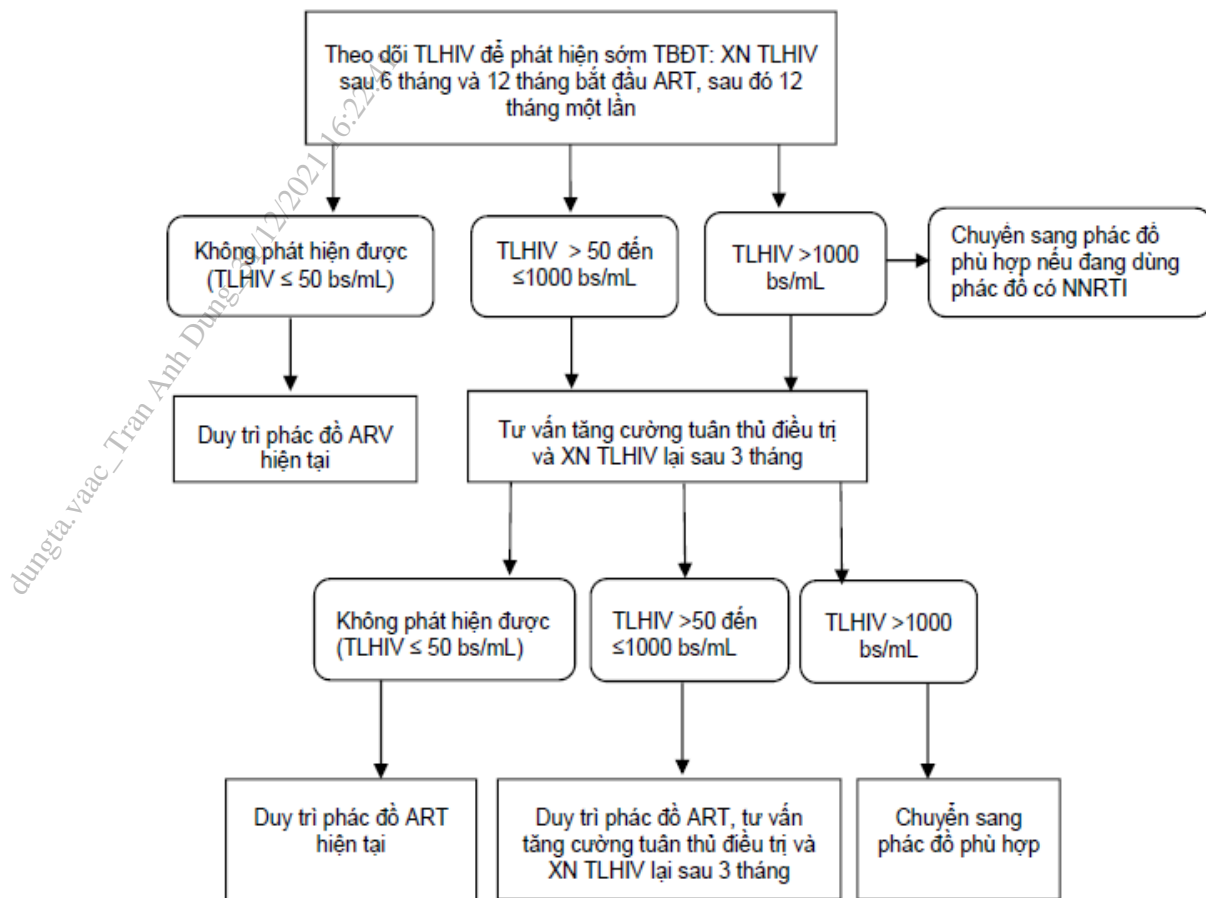 Theo dõi TLHIV để phát hiện sớm TBĐT: XN TLHIV
sau 6 tháng và 12 tháng bắt đầu ART, sau đó 12
tháng một lần
Không phát hiện được
(TLHIV ≤ 50 bs/mL)
TLHIV > 50 đến
≤1000 bs/mL
TLHIV >1000
bs/mL
Chuyển sang phác đồ
phù hợp nếu đang dùng
phác đồ có NNRTI
Duy trì phác đồ ARV
hiện tại
Tư vấn tăng cường tuân thủ điều trị
và XN TLHIV lại sau 3 tháng
Không phát hiện được
(TLHIV ≤ 50 bs/mL)
TLHIV >50 đến
≤1000 bs/mL
TLHIV >1000
bs/mL
Duy trì phác đồ ART
hiện tại
Duy trì phác đồ ART, tư vấn
tăng cường tuân thủ điều trị và
XN TLHIV lại sau 3 tháng
Chuyển sang
phác đồ phù hợp
dungta.vaac_Tran Anh Dung
/12/2021 16:22:4